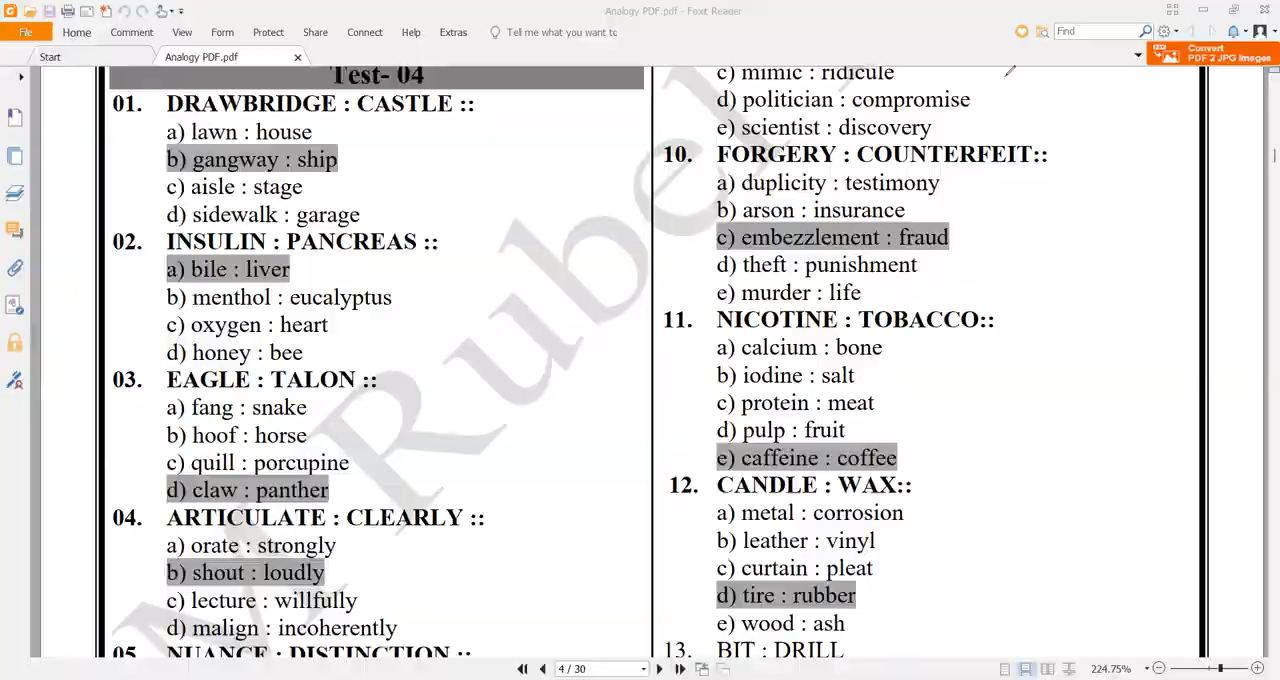 Analogy PDF.pdf - Foxit Reader
File Home Comment View Form Protect Share Connect Help Extras Tell me what you want to Find
Start Analogy PDF.pdf
Convert
PDF 2 JPG Images
Test- 04
01. DRAWBRIDGE : CASTLE ::
a) lawn : house
b) gangway : ship
c) aisle : stage
d) sidewalk : garage
02. INSULIN : PANCREAS ::
a) bile : liver
b) menthol : eucalyptus
c) oxygen : heart
d) honey : bee
03. EAGLE : TALON ::
a) fang : snake
b) hoof : horse
c) quill : porcupine
d) claw : panther
04. ARTICULATE : CLEARLY ::
a) orate : strongly
b) shout : loudly
c) lecture : willfully
d) malign : incoherently
05. NUANCE : DISTINCTION ::
c) mimic : ridicule
d) politician : compromise
e) scientist : discovery
10. FORGERY : COUNTERFEIT::
a) duplicity : testimony
b) arson : insurance
c) embezzlement : fraud
d) theft : punishment
e) murder : life
11. NICOTINE : TOBACCO::
a) calcium : bone
b) iodine : salt
c) protein : meat
d) pulp : fruit
e) caffeine : coffee
12. CANDLE : WAX::
a) metal : corrosion
b) leather : vinyl
c) curtain : pleat
d) tire : rubber
e) wood : ash
13. BIT : DRILL
M Rubel
4 / 30
224.75%